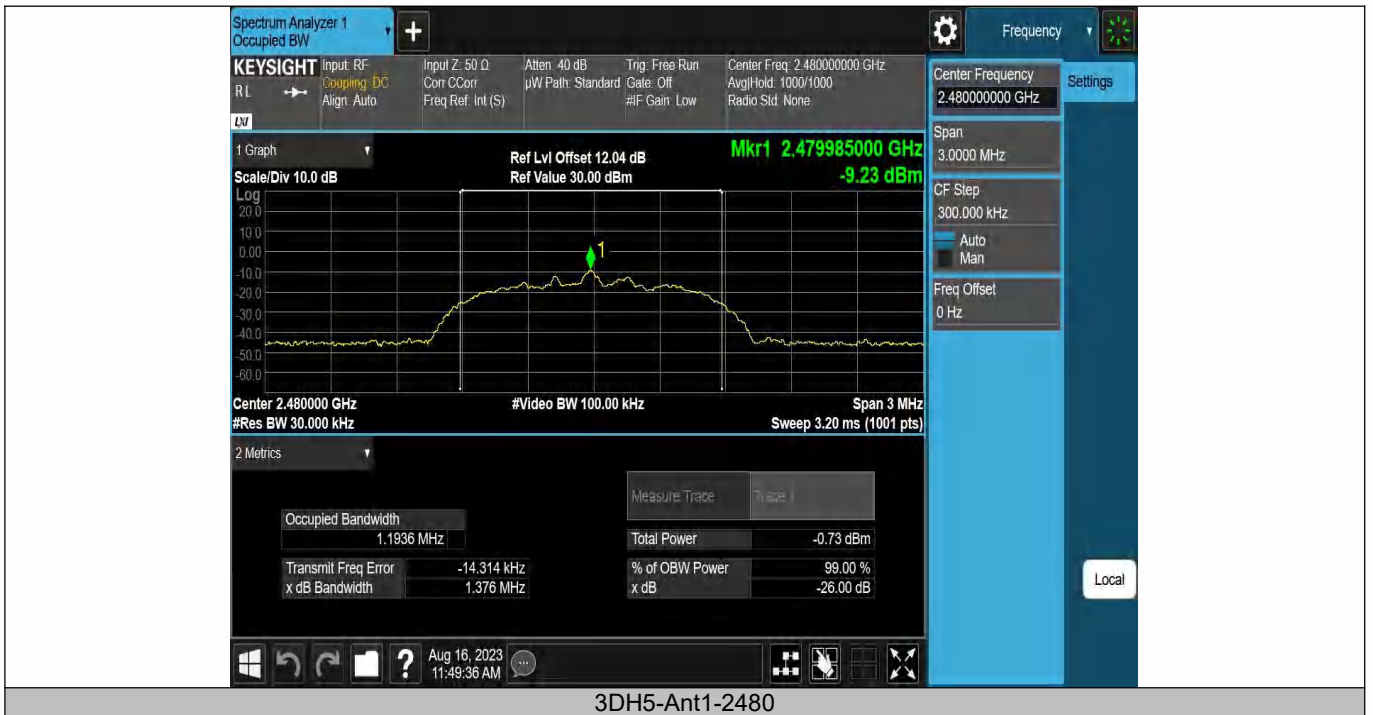 Spectrum Analyzer 1
Occupied BW
+
Frequency
KEYSIGHT
R L
LXI
Input: RF
Coupling: DC
Align: Auto
Input Z: 50 Ω
Corr CCorr
Freq Ref: Int (S)
Atten: 40 dB
µW Path: Standard
Trig: Free Run
Gate: Off
#IF Gain: Low
Center Freq: 2.480000000 GHz
Avg|Hold: 1000/1000
Radio Std: None
Center Frequency
2.480000000 GHz
Settings
Span
3.0000 MHz
CF Step
300.000 kHz
Auto
Man
Freq Offset
0 Hz
Local
1 Graph
Scale/Div 10.0 dB
Ref Lvl Offset 12.04 dB
Ref Value 30.00 dBm
Mkr1 2.479985000 GHz
-9.23 dBm
Log
20.0
10.0
0.00
-10.0
-20.0
-30.0
-40.0
-50.0
-60.0
1
Center 2.480000 GHz
#Video BW 100.00 kHz
Span 3 MHz
#Res BW 30.000 kHz
Sweep 3.20 ms (1001 pts)
2 Metrics
Measure Trace
Trace 1
Occupied Bandwidth
1.1936 MHz
Total Power
-0.73 dBm
Transmit Freq Error
-14.314 kHz
% of OBW Power
99.00 %
x dB Bandwidth
1.376 MHz
x dB
-26.00 dB
?
Aug 16, 2023
11:49:36 AM
3DH5-Ant1-2480